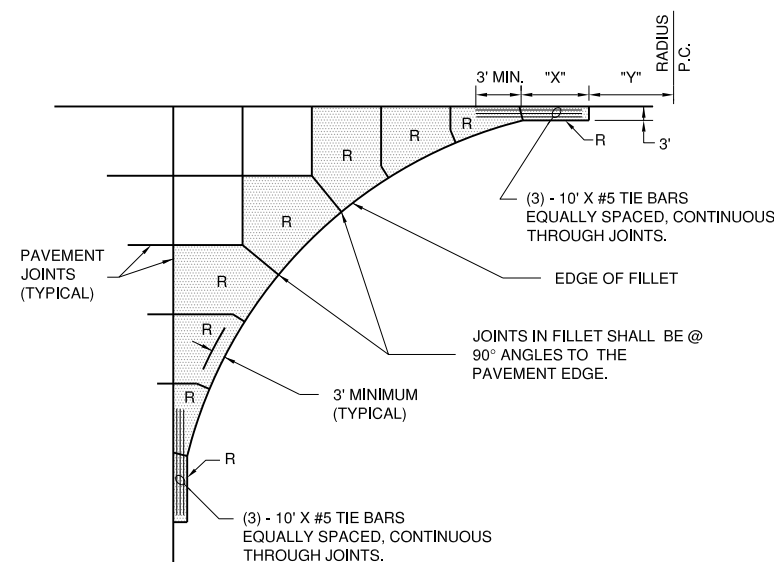 RADIUS
P.C.
3' MIN.
"X"
"Y"
R
R
R
R
3'
R
(3) - 10' X #5 TIE BARS
EQUALLY SPACED, CONTINUOUS
THROUGH JOINTS.
PAVEMENT
JOINTS
(TYPICAL)
R
EDGE OF FILLET
R
JOINTS IN FILLET SHALL BE @
90° ANGLES TO THE
PAVEMENT EDGE.
3' MINIMUM
(TYPICAL)
R
R
(3) - 10' X #5 TIE BARS
EQUALLY SPACED, CONTINUOUS
THROUGH JOINTS.